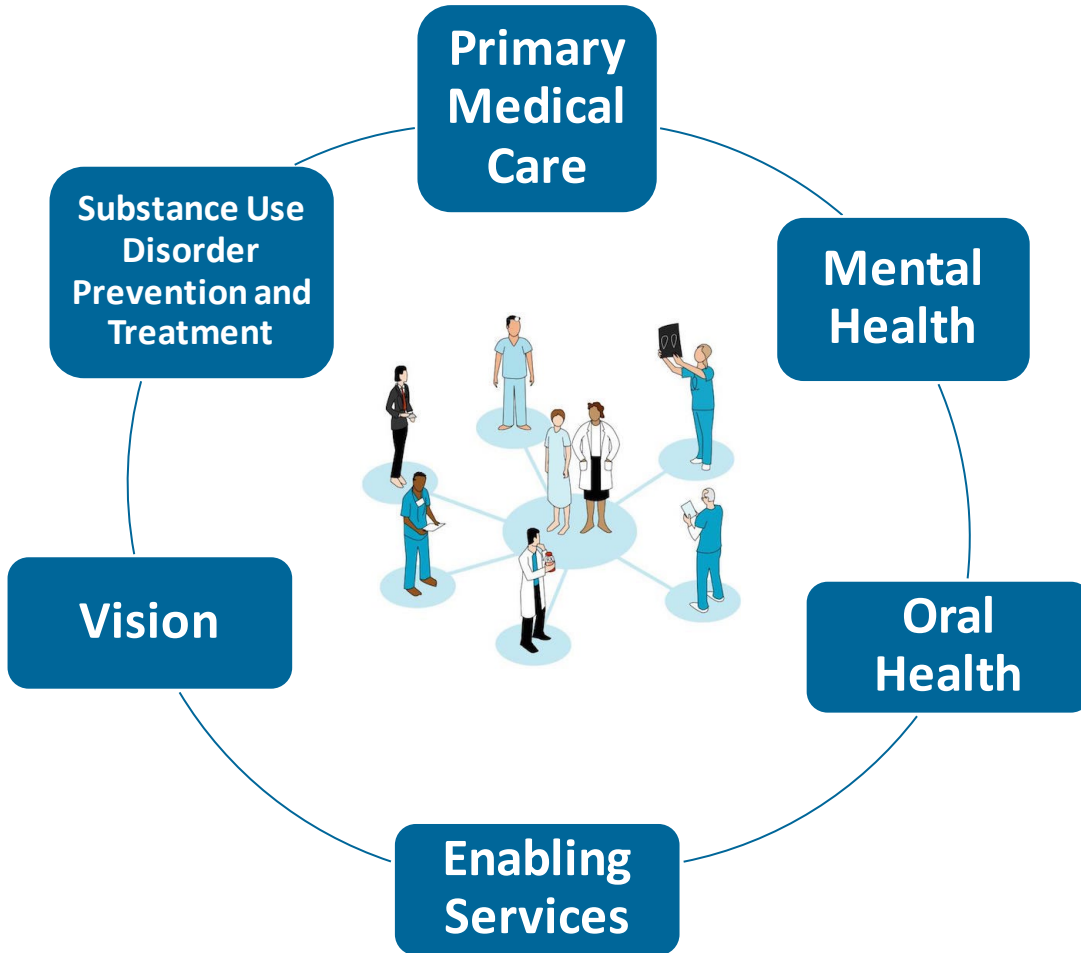 Primary
Medical
Care
Mental
Health
Oral
Health
Enabling
Services
Vision
Substance Use
Disorder
Prevention and
Treatment